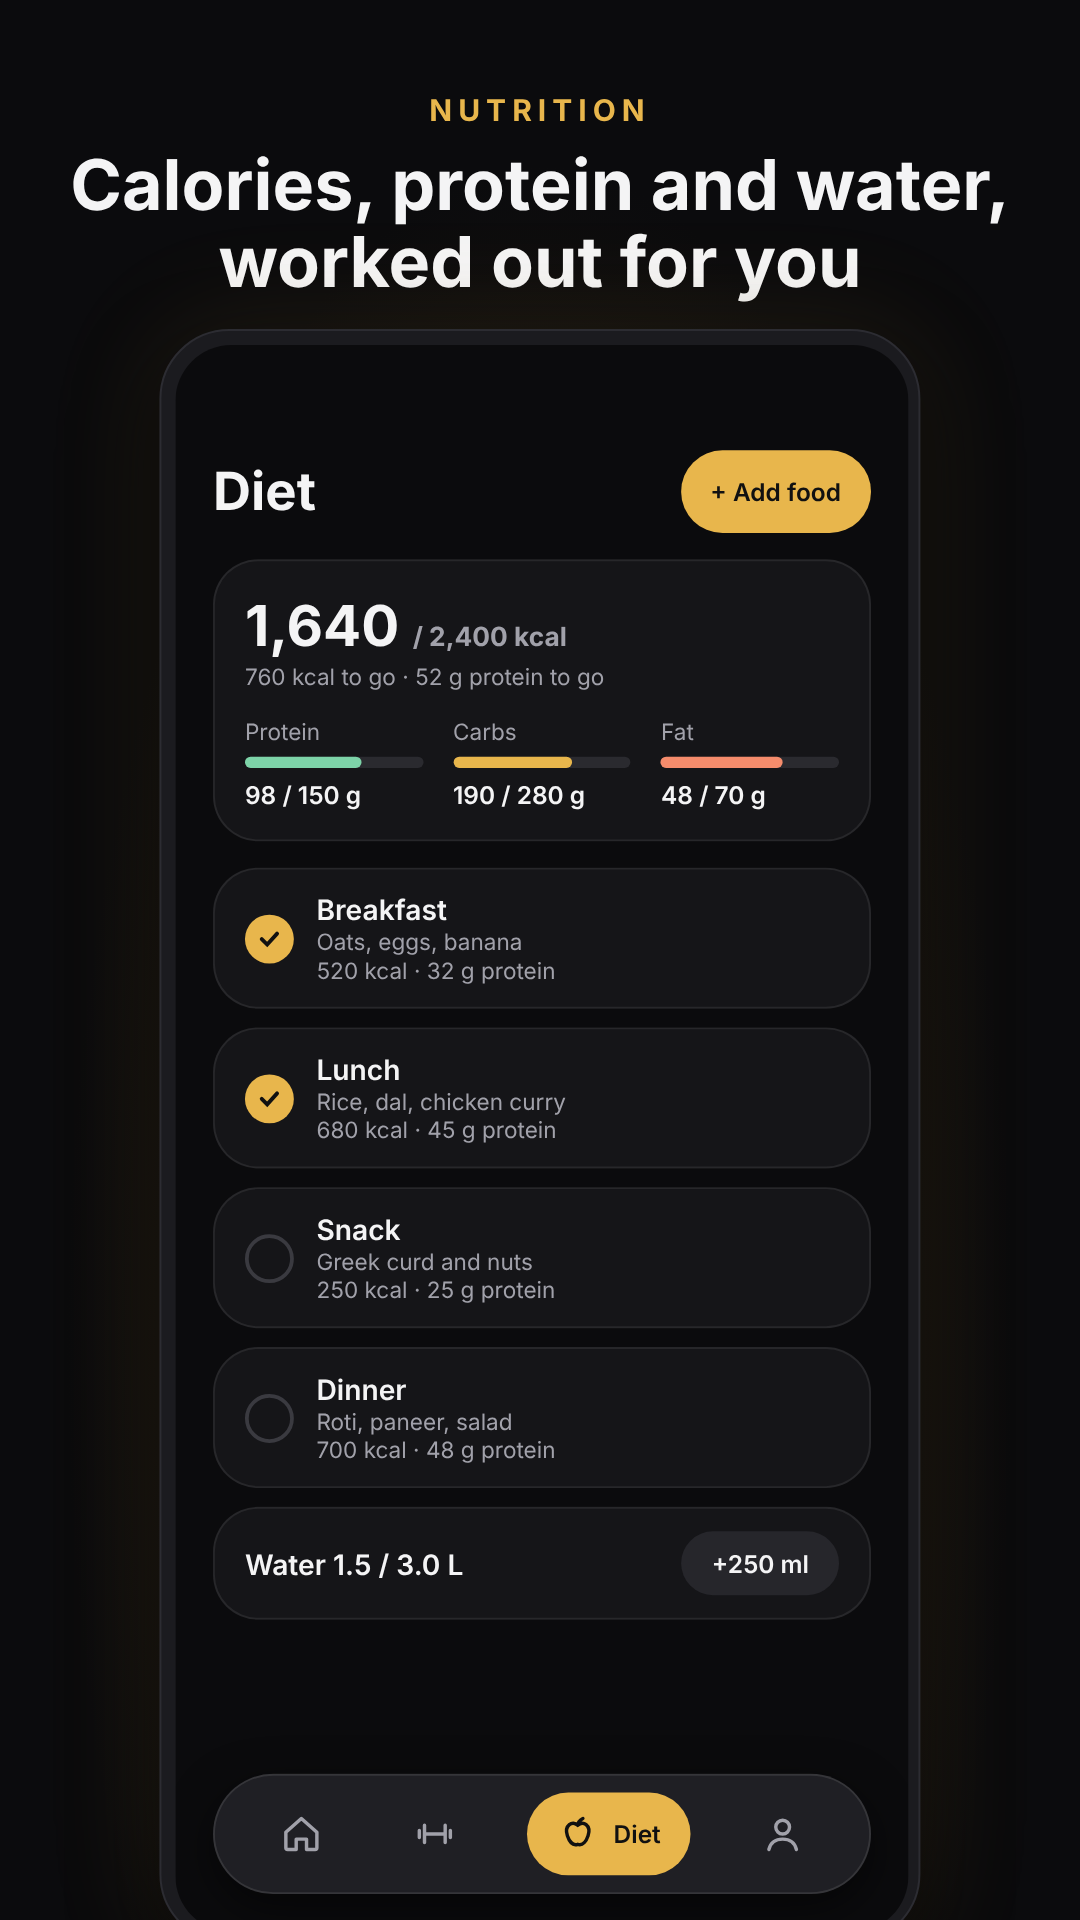 NUTRITION
Calories, protein and water,
worked out for you
Diet
+ Add food
1,640 / 2,400 kcal
760 kcal to go · 52 g protein to go
Protein Carbs Fat
98 / 150 g 190 / 280 g 48 / 70 g
Breakfast
Oats, eggs, banana
520 kcal · 32 g protein
Lunch
Rice, dal, chicken curry
680 kcal · 45 g protein
Snack
Greek curd and nuts
250 kcal · 25 g protein
Dinner
Roti, paneer, salad
700 kcal · 48 g protein
Water 1.5 / 3.0 L
+250 ml
Diet